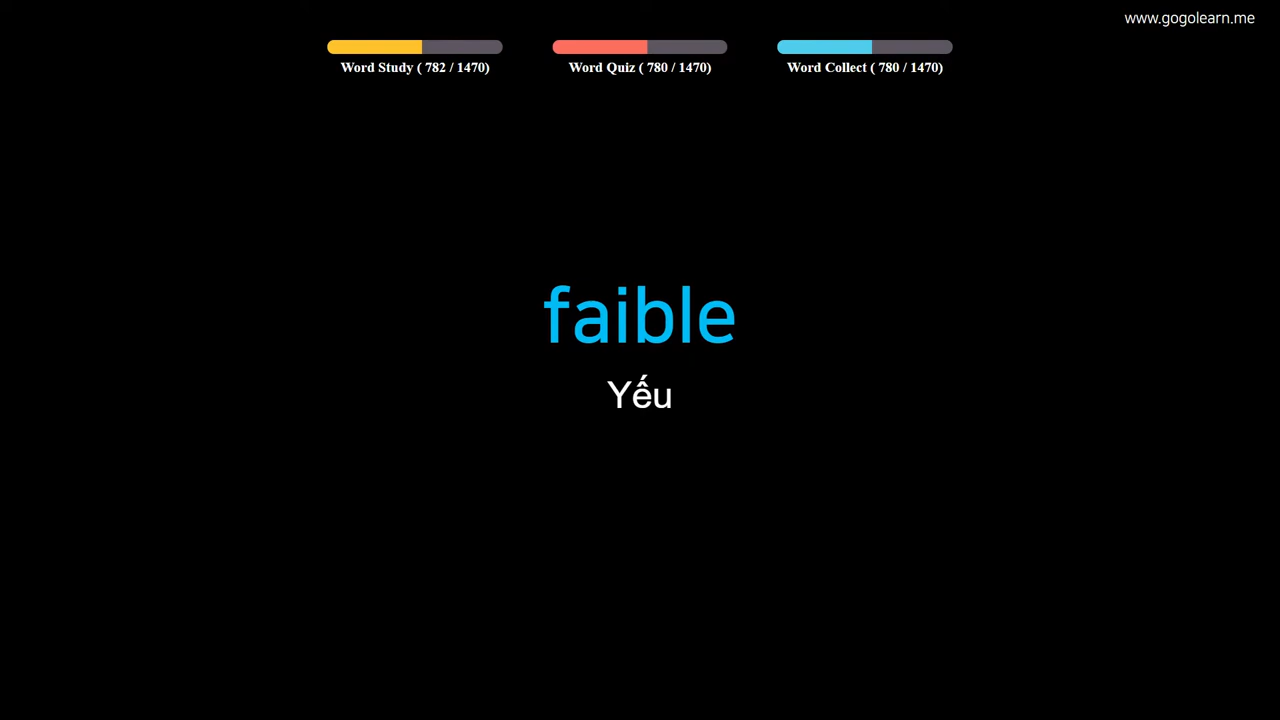 www.gogolearn.me
Word Study ( 782 / 1470)
Word Quiz ( 780 / 1470)
Word Collect ( 780 / 1470)
faible
Yếu